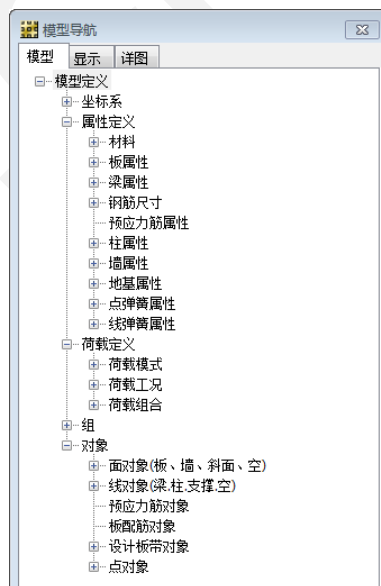 模型导航
模型 显示 详图
模型定义
坐标系
属性定义
材料
板属性
梁属性
钢筋尺寸
预应力筋属性
柱属性
墙属性
地基属性
点弹簧属性
线弹簧属性
荷载定义
荷载模式
荷载工况
荷载组合
组
对象
面对象(板、墙、斜面、空)
线对象(梁.柱.支撑.空)
预应力筋对象
板配筋对象
设计板带对象
点对象